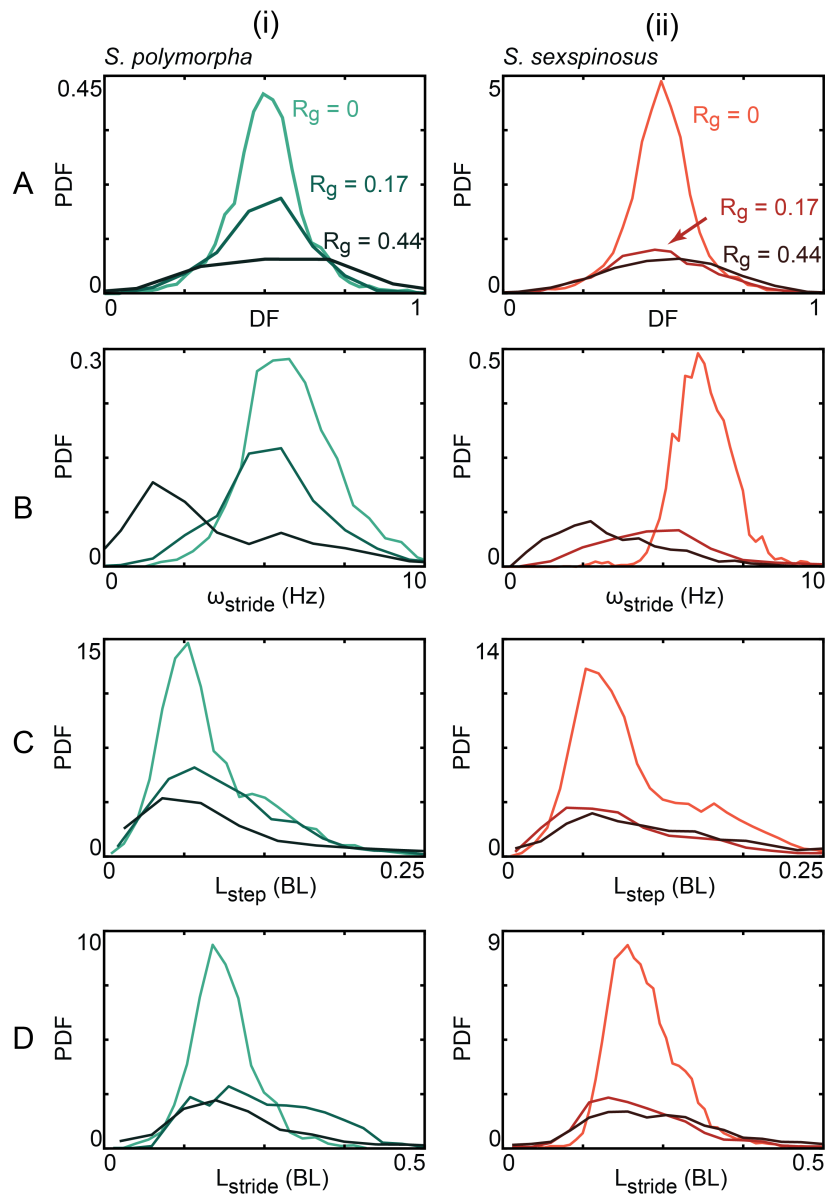 (i) (ii)
S. polymorpha S. sexspinosus
A
PDF
0.45
0
Rg = 0
Rg = 0.17
Rg = 0.44
0 1
DF
PDF
5
0
Rg = 0
Rg = 0.17
Rg = 0.44
0 1
DF
B
PDF
0.3
0
0 10
ωstride (Hz)
PDF
0.5
0
0 10
ωstride (Hz)
C
PDF
15
0
0 0.25
Lstep (BL)
PDF
14
0
0 0.25
Lstep (BL)
D
PDF
10
0
0 0.5
Lstride (BL)
PDF
9
0
0 0.5
Lstride (BL)